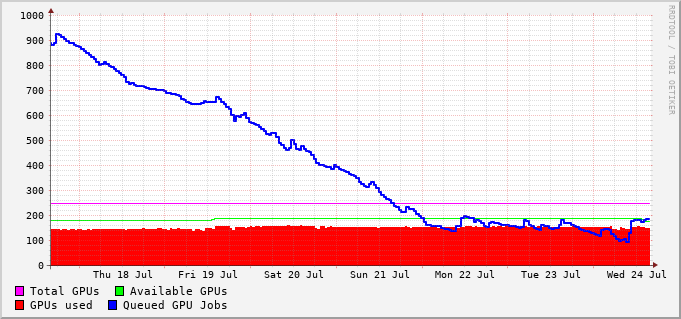 1000
900
800
700
600
500
400
300
200
100
0
Thu 18 Jul Fri 19 Jul Sat 20 Jul Sun 21 Jul Mon 22 Jul Tue 23 Jul Wed 24 Jul
Total GPUs Available GPUs
GPUs used Queued GPU Jobs
RRDTOOL / TOBI OETIKER